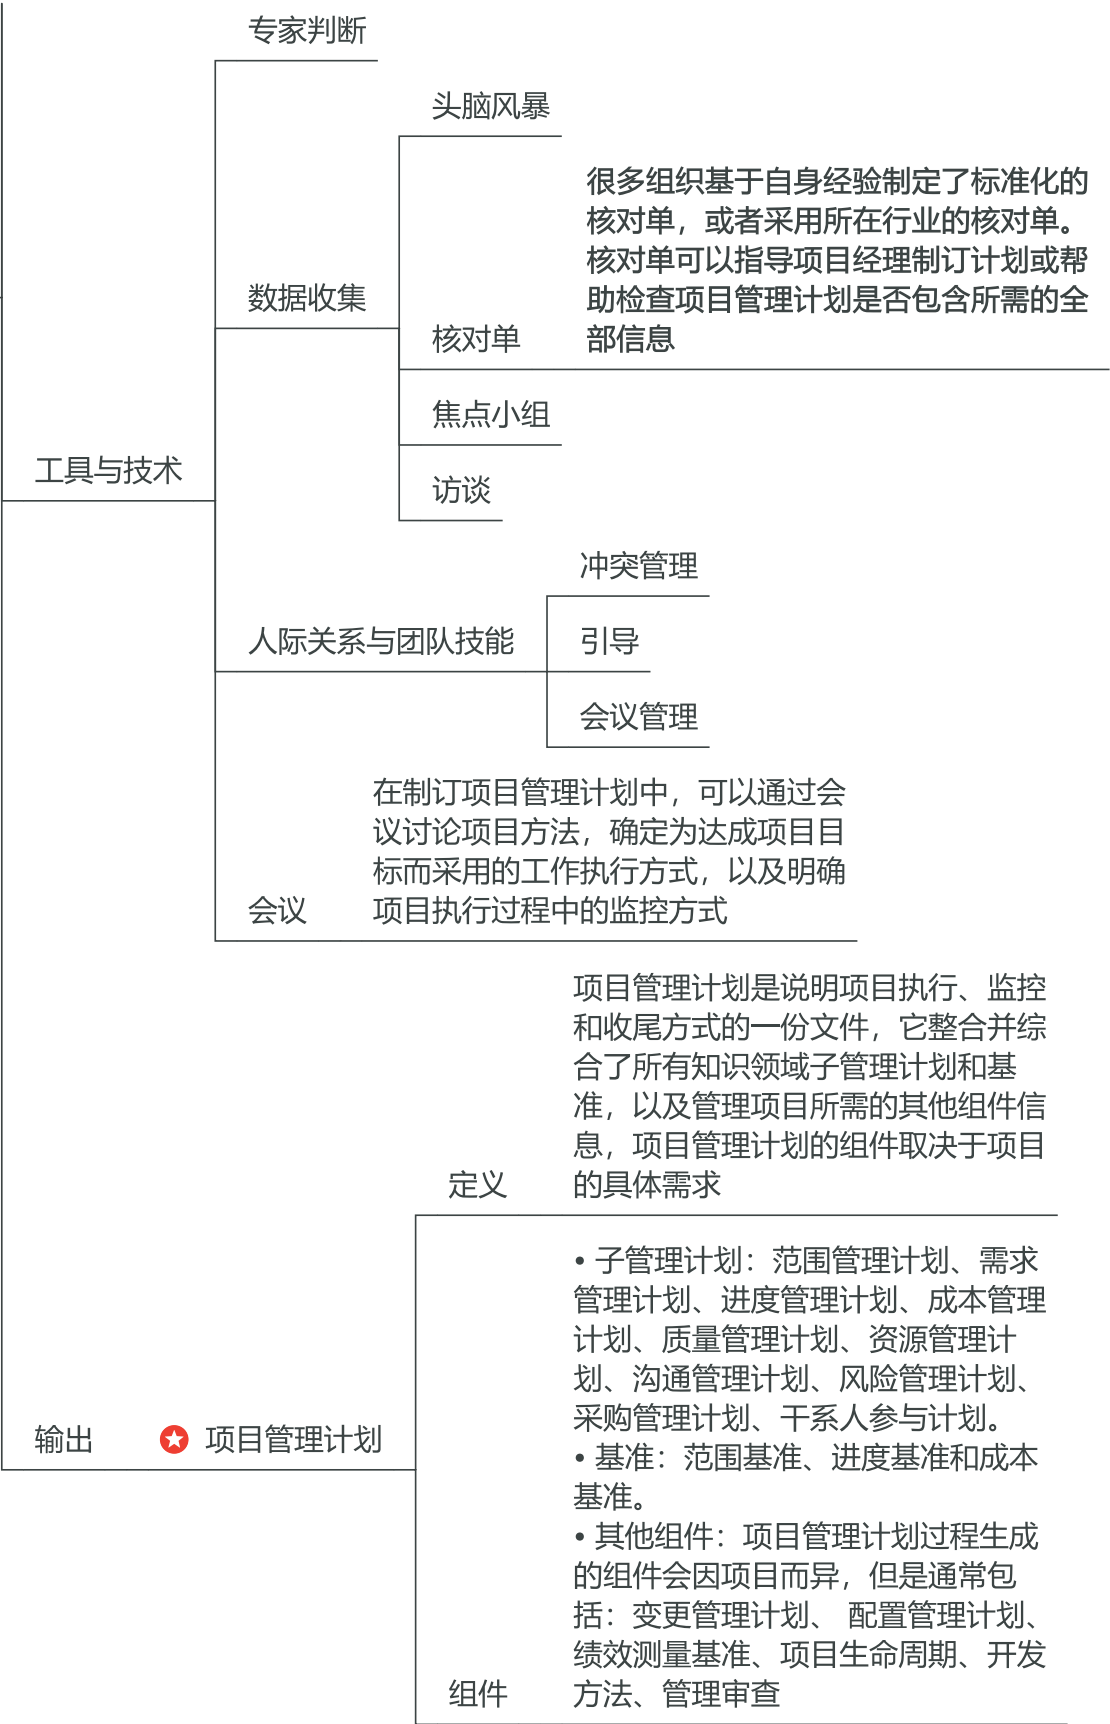 专家判断
头脑风暴
很多组织基于自身经验制定了标准化的
核对单，或者采用所在行业的核对单。
核对单可以指导项目经理制订计划或帮
助检查项目管理计划是否包含所需的全
部信息
数据收集
核对单
焦点小组
工具与技术
访谈
冲突管理
人际关系与团队技能
引导
会议管理
在制订项目管理计划中，可以通过会
议讨论项目方法，确定为达成项目目
标而采用的工作执行方式，以及明确
项目执行过程中的监控方式
会议
项目管理计划是说明项目执行、监控
和收尾方式的一份文件，它整合并综
合了所有知识领域子管理计划和基
准，以及管理项目所需的其他组件信
息，项目管理计划的组件取决于项目
的具体需求
定义
• 子管理计划：范围管理计划、需求
管理计划、进度管理计划、成本管理
计划、质量管理计划、资源管理计
划、沟通管理计划、风险管理计划、
采购管理计划、干系人参与计划。
• 基准：范围基准、进度基准和成本
基准。
• 其他组件：项目管理计划过程生成
的组件会因项目而异，但是通常包
括：变更管理计划、 配置管理计划、
绩效测量基准、项目生命周期、开发
方法、管理审查
输出
项目管理计划
组件